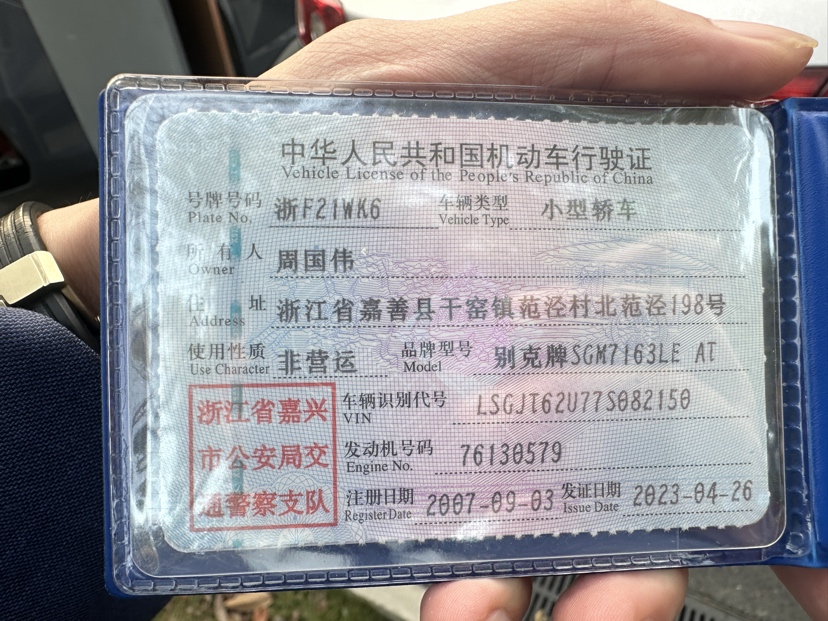 中华人民共和国机动车行驶证
Vehicle License of the People's Republic of China
号牌号码 浙F21WK6 车辆类型 小型轿车
Plate No. Vehicle Type
所有人 周国伟
Owner
住址 浙江省嘉善县干窑镇范泾村北范泾198号
Address
使用性质 非营运 品牌型号 别克牌SGM7163LE AT
Use Character Model
车辆识别代号 LSGJT62U77S082150
VIN
发动机号码 76130579
Engine No.
注册日期 2007-09-03 发证日期 2023-04-26
Register Date Issue Date
浙江省嘉兴
市公安局交
通警察支队